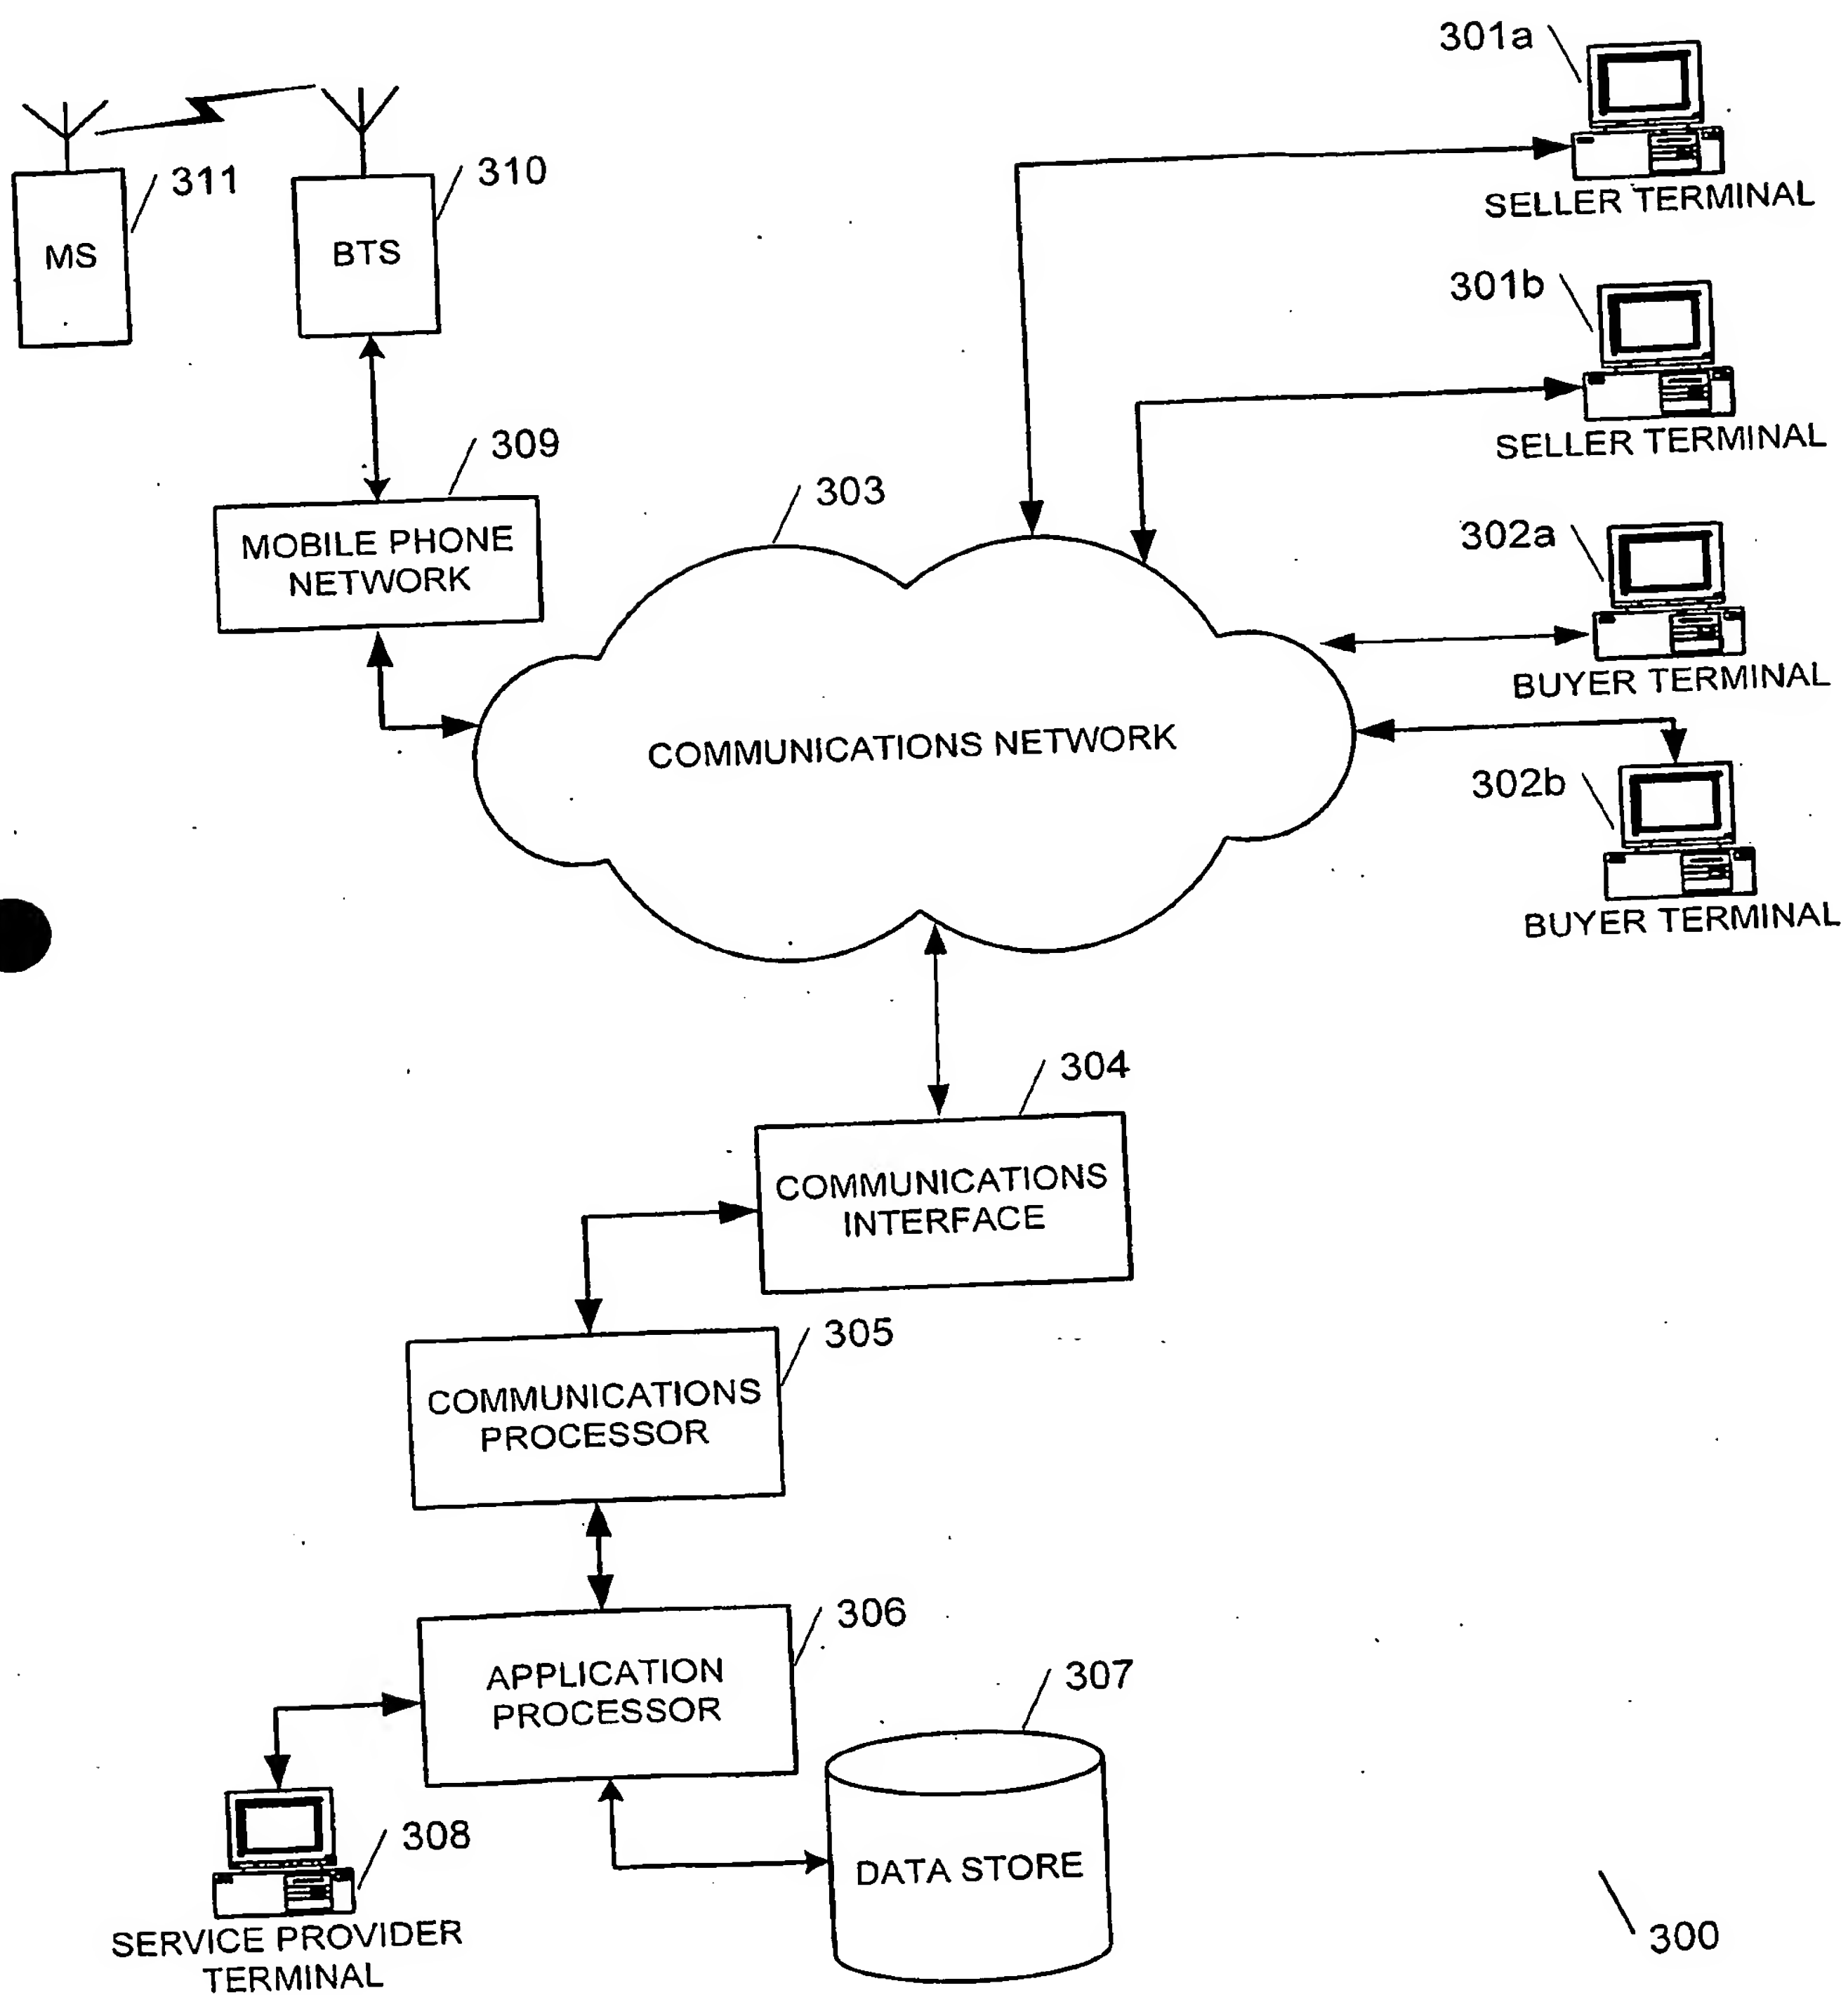 301a
SELLER TERMINAL
311
310
MS
BTS
301b
SELLER TERMINAL
309
MOBILE PHONE
NETWORK
303
302a
BUYER TERMINAL
COMMUNICATIONS NETWORK
302b
BUYER TERMINAL
304
COMMUNICATIONS
INTERFACE
305
COMMUNICATIONS
PROCESSOR
306
APPLICATION
PROCESSOR
307
DATA STORE
308
SERVICE PROVIDER
TERMINAL
300